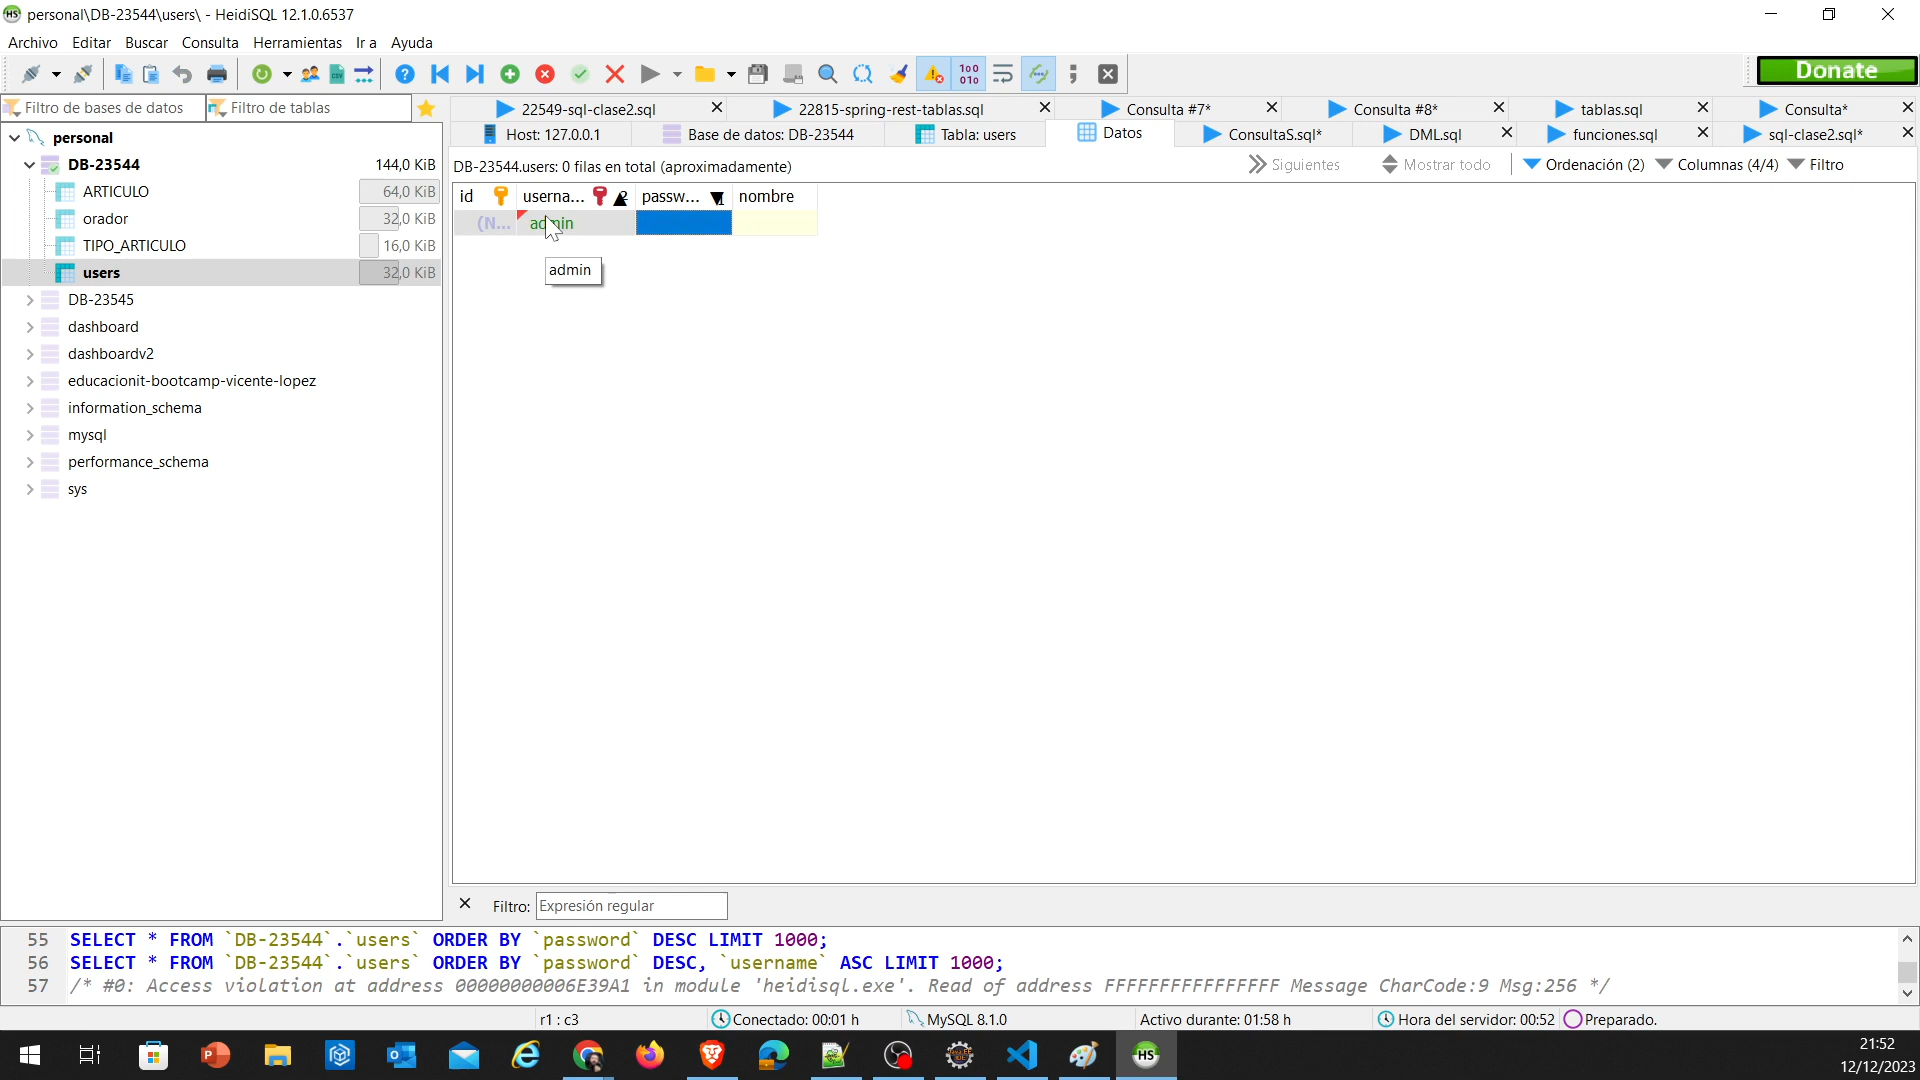 personal\DB-23544\users\ - HeidiSQL 12.1.0.6537
Archivo Editar Buscar Consulta Herramientas Ir a Ayuda
Donate
Filtro de bases de datos Filtro de tablas
22549-sql-clase2.sql 22815-spring-rest-tablas.sql Consulta #7* Consulta #8* tablas.sql Consulta*
Host: 127.0.0.1 Base de datos: DB-23544 Tabla: users Datos ConsultaS.sql* DML.sql funciones.sql sql-clase2.sql*
DB-23544.users: 0 filas en total (aproximadamente) Siguientes Mostrar todo Ordenación (2) Columnas (4/4) Filtro
id userna... 2 passw... 1 nombre
(N... admin
admin
personal
DB-23544 144,0 KiB
ARTICULO 64,0 KiB
orador 32,0 KiB
TIPO_ARTICULO 16,0 KiB
users 32,0 KiB
DB-23545
dashboard
dashboardv2
educacionit-bootcamp-vicente-lopez
information_schema
mysql
performance_schema
sys
Filtro: Expresión regular
55 SELECT * FROM `DB-23544`.`users` ORDER BY `password` DESC LIMIT 1000;
56 SELECT * FROM `DB-23544`.`users` ORDER BY `password` DESC, `username` ASC LIMIT 1000;
57 /* #0: Access violation at address 00000000006E39A1 in module 'heidisql.exe'. Read of address FFFFFFFFFFFFFFFF Message CharCode:9 Msg:256 */
r1 : c3 Conectado: 00:01 h MySQL 8.1.0 Activo durante: 01:58 h Hora del servidor: 00:52 Preparado.
21:52
12/12/2023